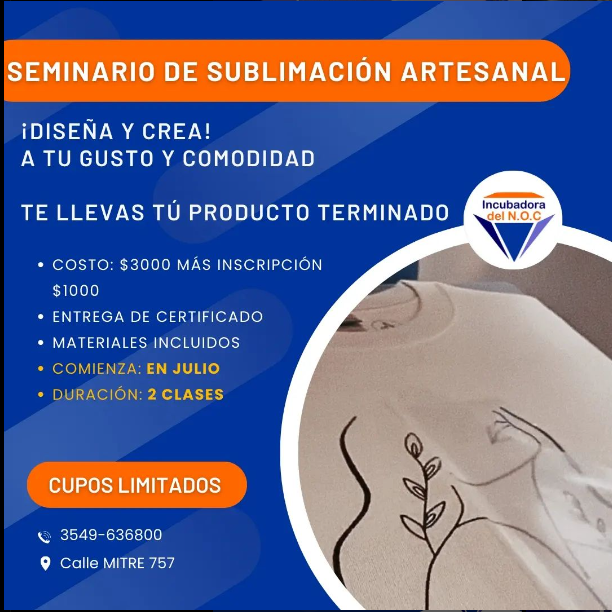 SEMINARIO DE SUBLIMACIÓN ARTESANAL
¡DISEÑA Y CREA!
A TU GUSTO Y COMODIDAD
TE LLEVAS TÚ PRODUCTO TERMINADO
Incubadora
del N.O.C
• COSTO: $3000 MÁS INSCRIPCIÓN
$1000
• ENTREGA DE CERTIFICADO
• MATERIALES INCLUIDOS
• COMIENZA: EN JULIO
• DURACIÓN: 2 CLASES
CUPOS LIMITADOS
3549-636800
Calle MITRE 757